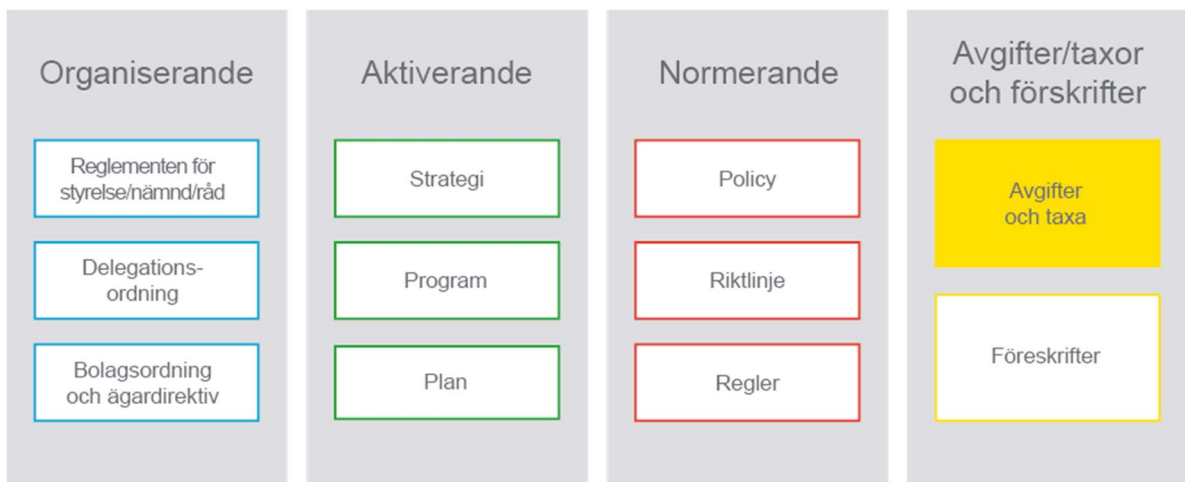 Organiserande
Reglementen för
styrelse/nämnd/råd
Delegations-
ordning
Bolagsordning
och ägardirektiv
Aktiverande
Strategi
Program
Plan
Normerande
Policy
Riktlinje
Regler
Avgifter/taxor
och förskrifter
Avgifter
och taxa
Föreskrifter